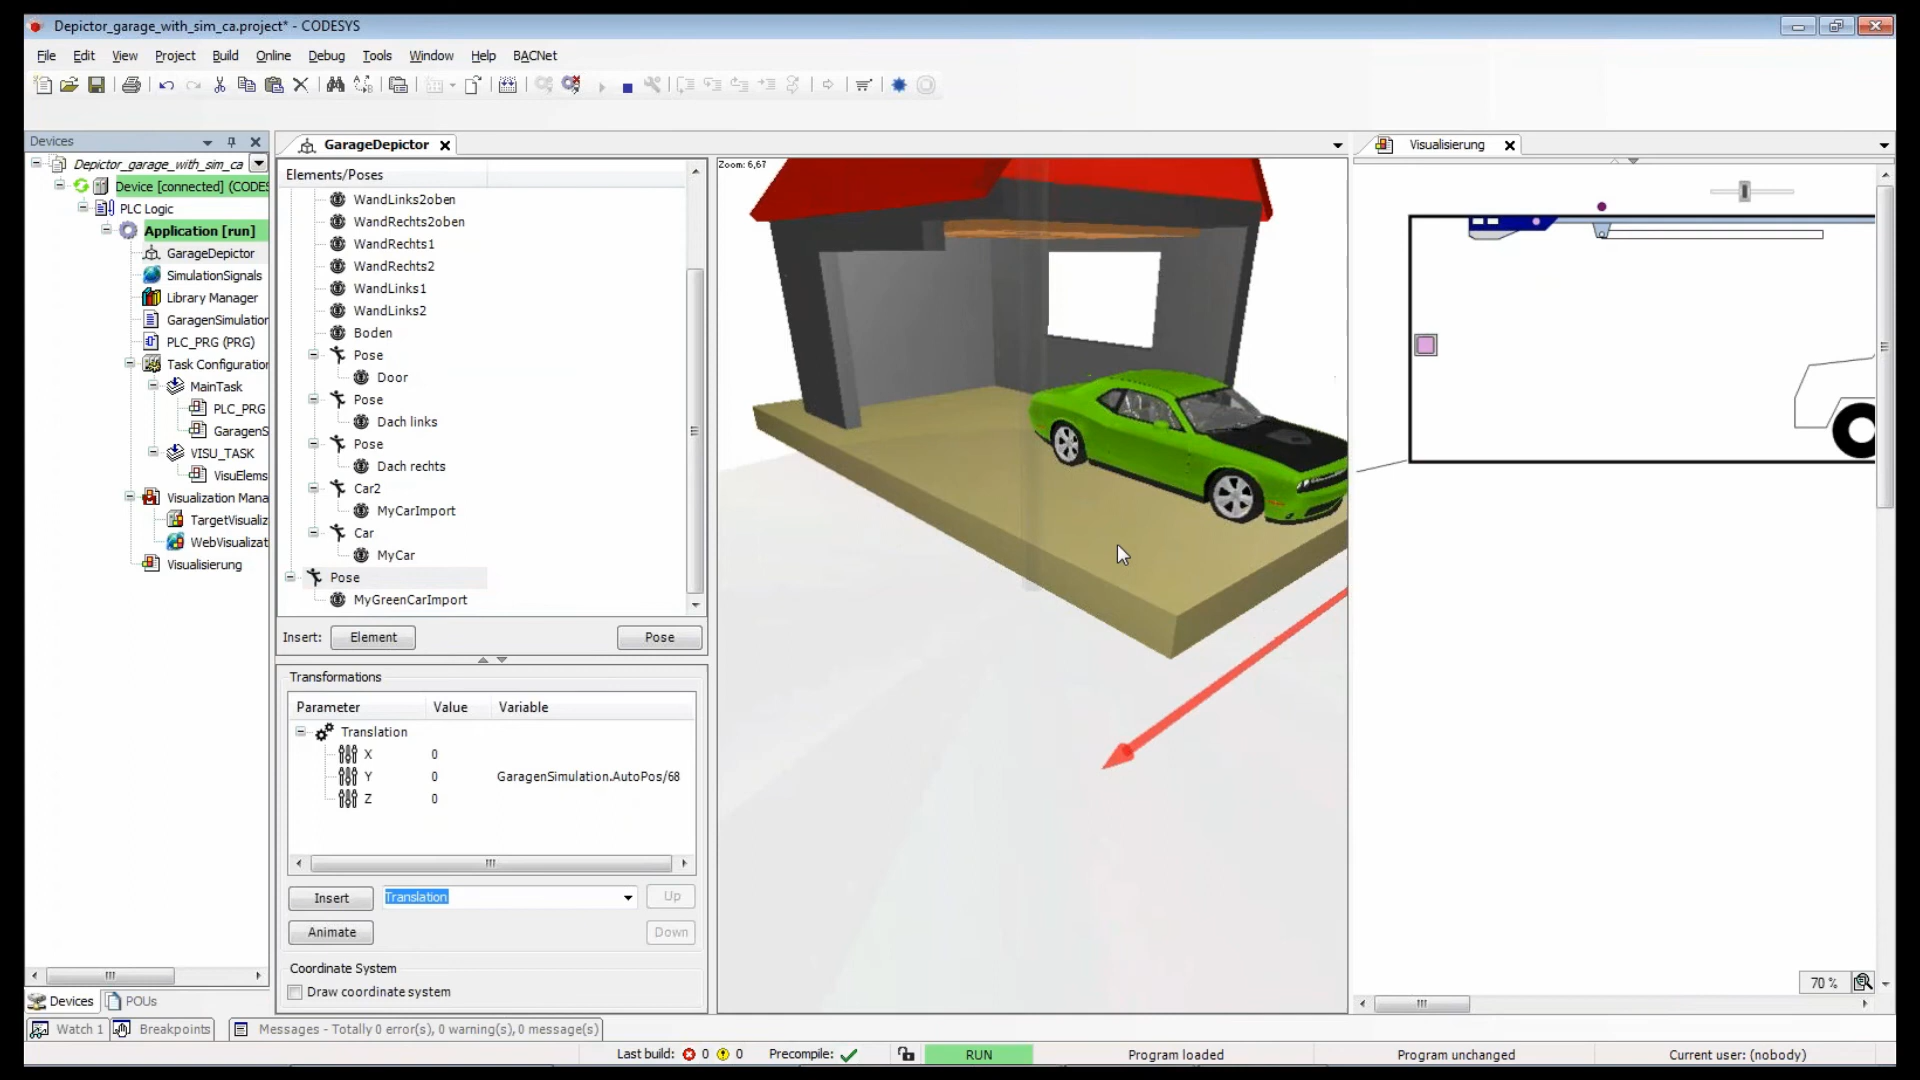 Depictor_garage_with_sim_ca.project* - CODESYS
File Edit View Project Build Online Debug Tools Window Help BACNet
Devices
Depictor_garage_with_sim_ca
Device [connected] (CODES
PLC Logic
Application [run]
GarageDepictor
SimulationSignals
Library Manager
GaragenSimulation
PLC_PRG (PRG)
Task Configuration
MainTask
PLC_PRG
GaragenS
VISU_TASK
VisuElems
Visualization Mana
TargetVisualiz
WebVisualizat
Visualisierung
Devices POUs
GarageDepictor
Elements/Poses
WandLinks2oben
WandRechts2oben
WandRechts1
WandRechts2
WandLinks1
WandLinks2
Boden
Pose
Door
Pose
Dach links
Pose
Dach rechts
Car2
MyCarImport
Car
MyCar
Pose
MyGreenCarImport
Insert: Element Pose
Transformations
Parameter Value Variable
Translation
X 0
Y 0 GaragenSimulation.AutoPos/68
Z 0
Insert Translation Up
Animate Down
Coordinate System
Draw coordinate system
Zoom: 6,67
Visualisierung
70 %
Watch 1 Breakpoints Messages - Totally 0 error(s), 0 warning(s), 0 message(s)
Last build: 0 0 Precompile: RUN Program loaded Program unchanged Current user: (nobody)